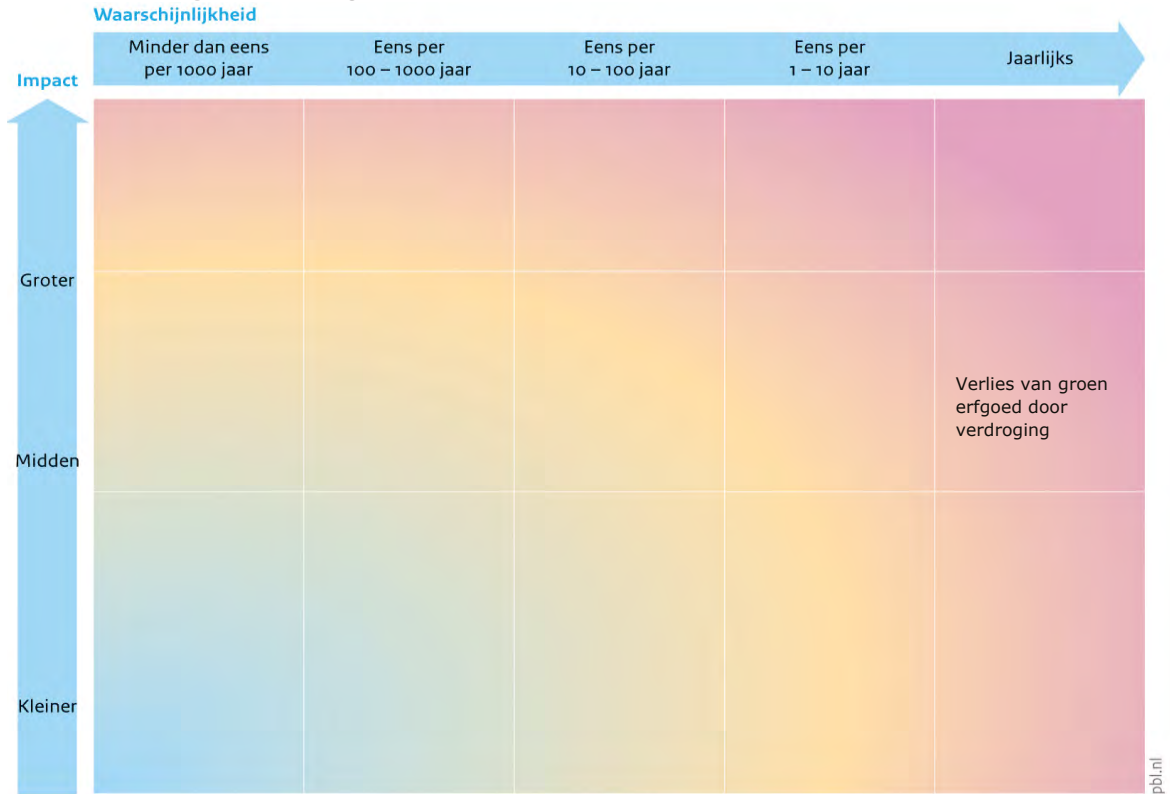 Waarschijnlijkheid
Minder dan eens
per 1000 jaar
Eens per
100 – 1000 jaar
Eens per
10 – 100 jaar
Eens per
1 – 10 jaar
Jaarlijks
Impact
Groter
Verlies van groen
erfgoed door
verdroging
Midden
Kleiner
pbl.nl